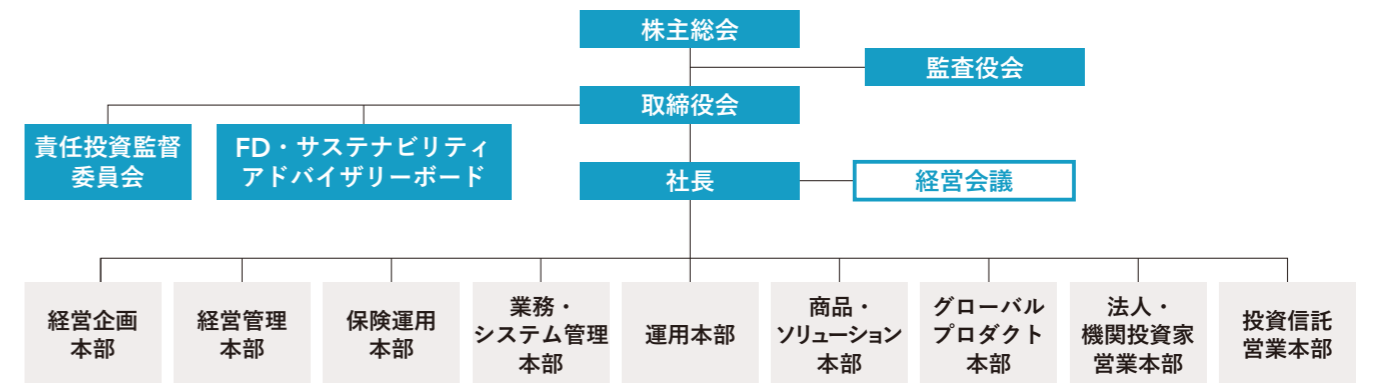 株主総会
監査役会
取締役会
責任投資監督
委員会
FD・サステナビリティ
アドバイザリーボード
社長
経営会議
経営企画
本部
経営管理
本部
保険運用
本部
業務・
システム管理
本部
運用本部
商品・
ソリューション
本部
グローバル
プロダクト
本部
法人・
機関投資家
営業本部
投資信託
営業本部